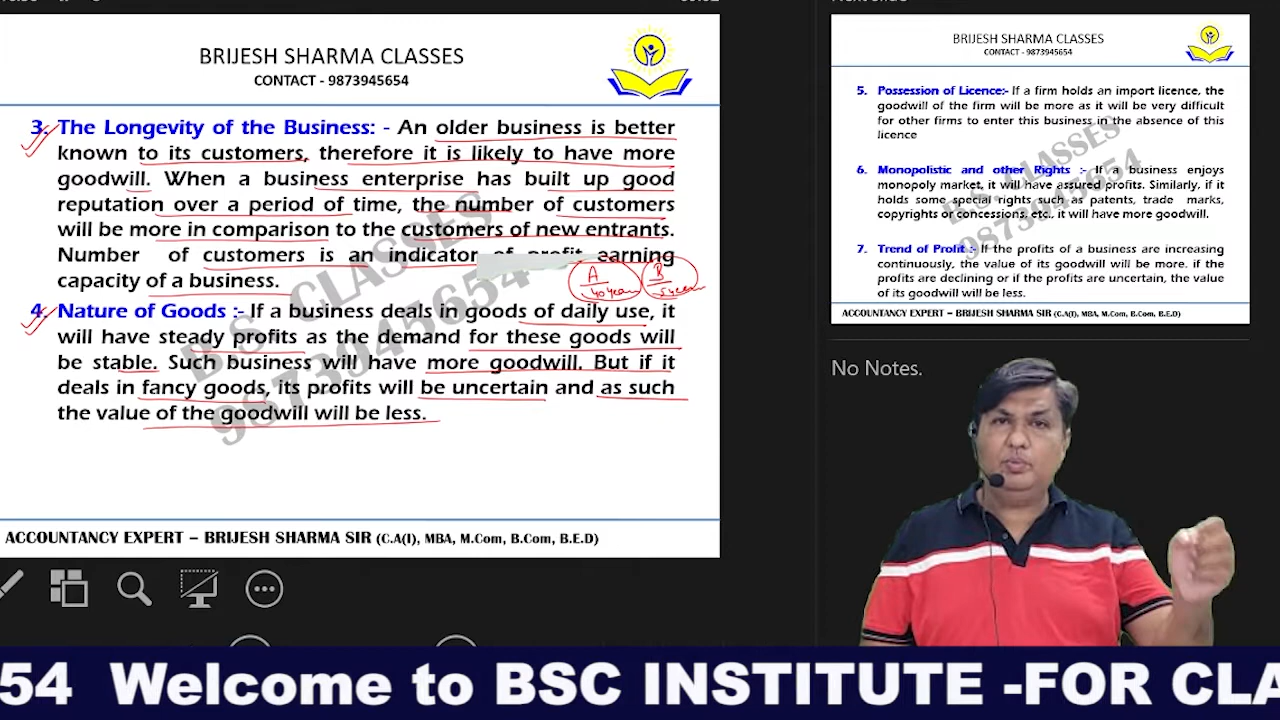 BRIJESH SHARMA CLASSES
CONTACT - 9873945654
3. The Longevity of the Business: - An older business is better
known to its customers, therefore it is likely to have more
goodwill. When a business enterprise has built up good
reputation over a period of time, the number of customers
will be more in comparison to the customers of new entrants.
Number of customers is an indicator of profit earning
capacity of a business.
A
40 year
B
5 year
4. Nature of Goods :- If a business deals in goods of daily use, it
will have steady profits as the demand for these goods will
be stable. Such business will have more goodwill. But if it
deals in fancy goods, its profits will be uncertain and as such
the value of the goodwill will be less.
B S CLASSES
9873945654
ACCOUNTANCY EXPERT – BRIJESH SHARMA SIR (C.A(I), MBA, M.Com, B.Com, B.E.D)
BRIJESH SHARMA CLASSES
CONTACT - 9873945654
5. Possession of Licence:- If a firm holds an import licence, the
goodwill of the firm will be more as it will be very difficult
for other firms to enter this business in the absence of this
licence
6. Monopolistic and other Rights :- If a business enjoys
monopoly market, it will have assured profits. Similarly, if it
holds some special rights such as patents, trade marks,
copyrights or concessions, etc., it will have more goodwill.
7. Trend of Profit :- If the profits of a business are increasing
continuously, the value of its goodwill will be more. if the
profits are declining or if the profits are uncertain, the value
of its goodwill will be less.
B S CLASSES
9873945654
ACCOUNTANCY EXPERT – BRIJESH SHARMA SIR (C.A(I), MBA, M.Com, B.Com, B.E.D)
No Notes.
54 Welcome to BSC INSTITUTE -FOR CLA